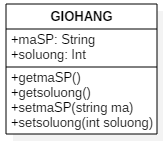 GIOHANG
+maSP: String
+soluong: Int
+getmaSP()
+getsoluong()
+setmaSP(string ma)
+setsoluong(int soluong)